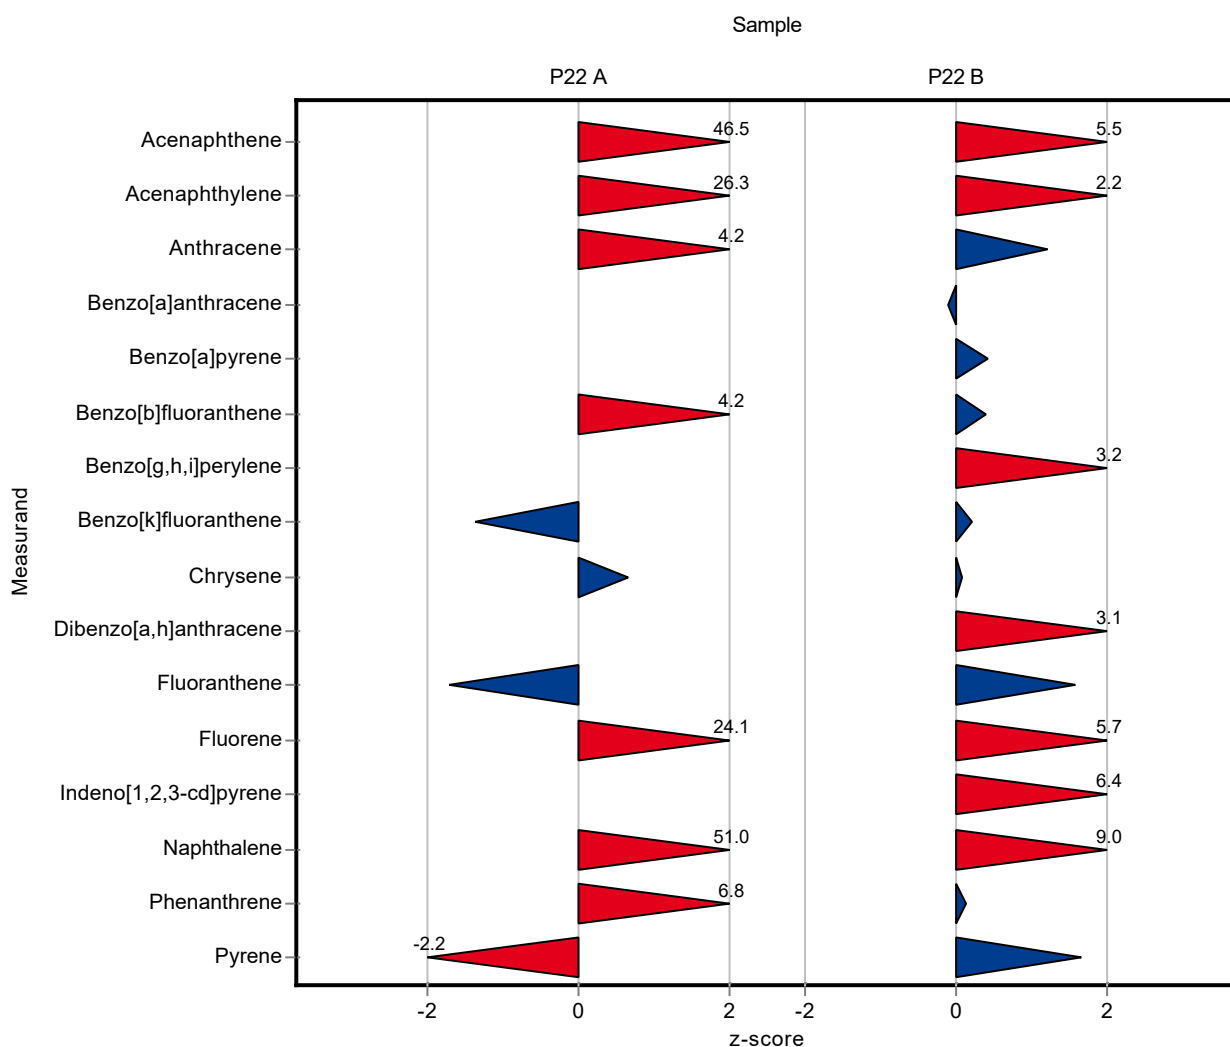 Sample
P22 A P22 B
Acenaphthene 46.5 5.5
Acenaphthylene 26.3 2.2
Anthracene 4.2
Benzo[a]anthracene
Benzo[a]pyrene
Benzo[b]fluoranthene 4.2
Benzo[g,h,i]perylene 3.2
Benzo[k]fluoranthene
Chrysene
Dibenzo[a,h]anthracene 3.1
Fluoranthene
Fluorene 24.1 5.7
Indeno[1,2,3-cd]pyrene 6.4
Naphthalene 51.0 9.0
Phenanthrene 6.8
Pyrene -2.2
Measurand
-2 0 2 -2 0 2
z-score